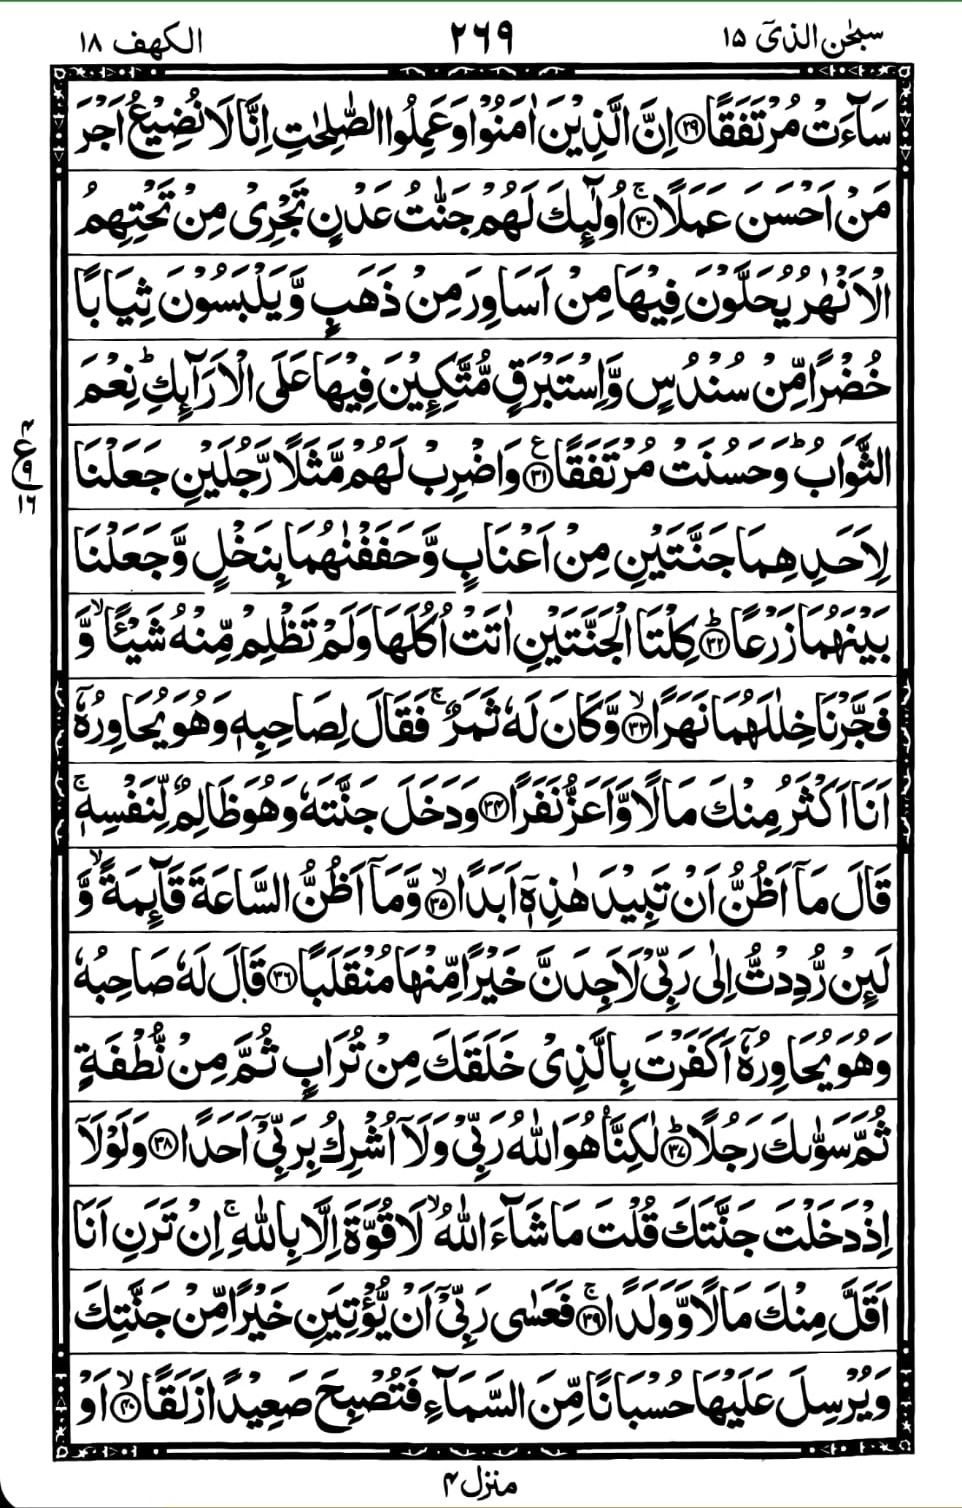 سبحٰن الذیٓ ١٥
٢٦٩
الكهف ١٨
سَآءَتْ مُرْتَفَقًا ﴿٢٩﴾ اِنَّ الَّذِيْنَ اٰمَنُوْا وَعَمِلُوا الصّٰلِحٰتِ اِنَّا لَا نُضِيْعُ اَجْرَ
مَنْ اَحْسَنَ عَمَلًا ۚ﴿٣٠﴾ اُولٰٓئِكَ لَهُمْ جَنّٰتُ عَدْنٍ تَجْرِيْ مِنْ تَحْتِهِمُ
الْاَنْهٰرُ يُحَلَّوْنَ فِيْهَا مِنْ اَسَاوِرَ مِنْ ذَهَبٍ وَّيَلْبَسُوْنَ ثِيَابًا
خُضْرًا مِّنْ سُنْدُسٍ وَّاِسْتَبْرَقٍ مُّتَّكِـِٕيْنَ فِيْهَا عَلَى الْاَرَآئِكِ ؕ نِعْمَ
الثَّوَابُ ؕ وَحَسُنَتْ مُرْتَفَقًا ﴿٣١﴾ ع وَاضْرِبْ لَهُمْ مَّثَلًا رَّجُلَيْنِ جَعَلْنَا
٤
ع
٩
١٦
لِاَحَدِهِمَا جَنَّتَيْنِ مِنْ اَعْنَابٍ وَّحَفَفْنٰهُمَا بِنَخْلٍ وَّجَعَلْنَا
بَيْنَهُمَا زَرْعًا ؕ﴿٣٢﴾ كِلْتَا الْجَنَّتَيْنِ اٰتَتْ اُكُلَهَا وَلَمْ تَظْلِمْ مِّنْهُ شَيْـًٔا ۙ وَّ
فَجَّرْنَا خِلٰلَهُمَا نَهَرًا ۙ﴿٣٣﴾ وَّكَانَ لَهٗ ثَمَرٌ ۚ فَقَالَ لِصَاحِبِهٖ وَهُوَ يُحَاوِرُهٗٓ
اَنَا اَكْثَرُ مِنْكَ مَالًا وَّاَعَزُّ نَفَرًا ﴿٣٤﴾ وَدَخَلَ جَنَّتَهٗ وَهُوَ ظَالِمٌ لِّنَفْسِهٖ ۚ
قَالَ مَآ اَظُنُّ اَنْ تَبِيْدَ هٰذِهٖٓ اَبَدًا ۙ﴿٣٥﴾ وَّمَآ اَظُنُّ السَّاعَةَ قَآئِمَةً ۙ وَّ
لَئِنْ رُّدِدْتُّ اِلٰى رَبِّيْ لَاَجِدَنَّ خَيْرًا مِّنْهَا مُنْقَلَبًا ﴿٣٦﴾ قَالَ لَهٗ صَاحِبُهٗ
وَهُوَ يُحَاوِرُهٗٓ اَكَفَرْتَ بِالَّذِيْ خَلَقَكَ مِنْ تُرَابٍ ثُمَّ مِنْ نُّطْفَةٍ
ثُمَّ سَوّٰىكَ رَجُلًا ؕ﴿٣٧﴾ لٰكِنَّا۠ هُوَ اللّٰهُ رَبِّيْ وَلَآ اُشْرِكُ بِرَبِّيْٓ اَحَدًا ﴿٣٨﴾ وَلَوْلَآ
اِذْ دَخَلْتَ جَنَّتَكَ قُلْتَ مَا شَآءَ اللّٰهُ ۙ لَا قُوَّةَ اِلَّا بِاللّٰهِ ۚ اِنْ تَرَنِ اَنَا
اَقَلَّ مِنْكَ مَالًا وَّوَلَدًا ۚ﴿٣٩﴾ فَعَسٰى رَبِّيْٓ اَنْ يُّؤْتِيَنِ خَيْرًا مِّنْ جَنَّتِكَ
وَيُرْسِلَ عَلَيْهَا حُسْبَانًا مِّنَ السَّمَآءِ فَتُصْبِحَ صَعِيْدًا زَلَقًا ۙ﴿٤٠﴾ اَوْ
منزل ٤